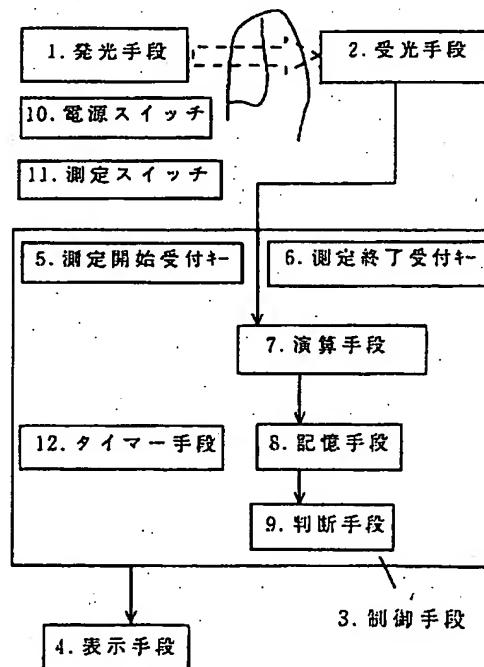 1.発光手段
2.受光手段
10.電源スイッチ
11.測定スイッチ
5.測定開始受付キー
6.測定終了受付キー
7.演算手段
12.タイマー手段
8.記憶手段
9.判断手段
3.制御手段
4.表示手段